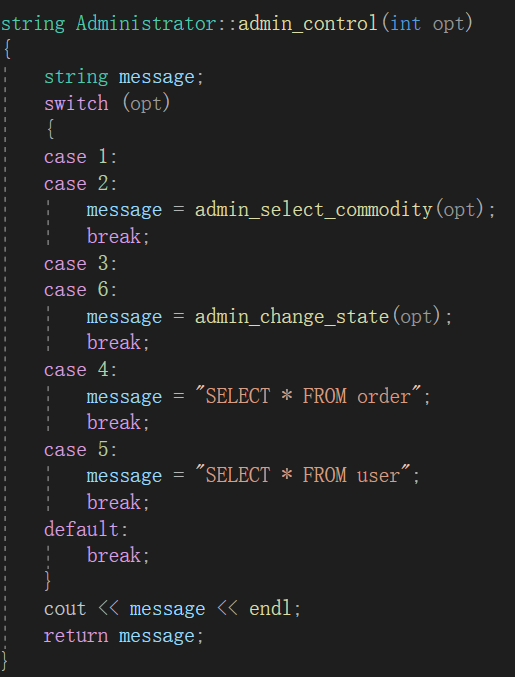 string Administrator::admin_control(int opt)
{
    string message;
    switch (opt)
    {
    case 1:
    case 2:
        message = admin_select_commodity(opt);
        break;
    case 3:
    case 6:
        message = admin_change_state(opt);
        break;
    case 4:
        message = "SELECT * FROM order";
        break;
    case 5:
        message = "SELECT * FROM user";
        break;
    default:
        break;
    }
    cout << message << endl;
    return message;
}